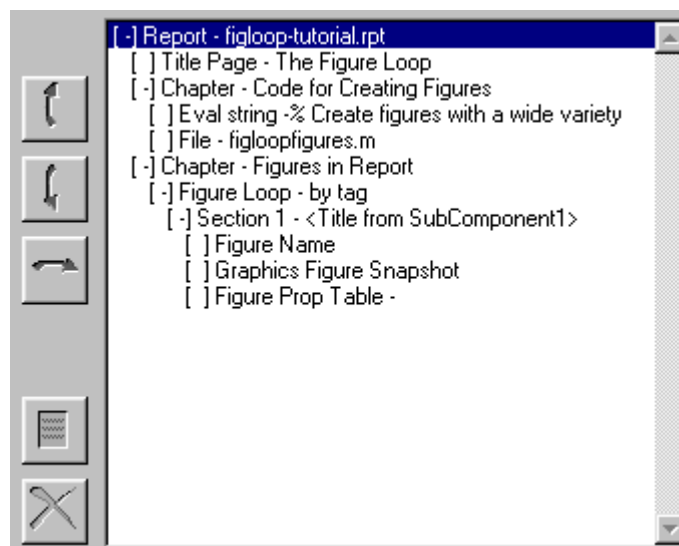 [-] Report - figloop-tutorial.rpt
[ ] Title Page - The Figure Loop
[-] Chapter - Code for Creating Figures
[ ] Eval string -% Create figures with a wide variety
[ ] File - figloopfigures.m
[-] Chapter - Figures in Report
[-] Figure Loop - by tag
[-] Section 1 - <Title from SubComponent1>
[ ] Figure Name
[ ] Graphics Figure Snapshot
[ ] Figure Prop Table -